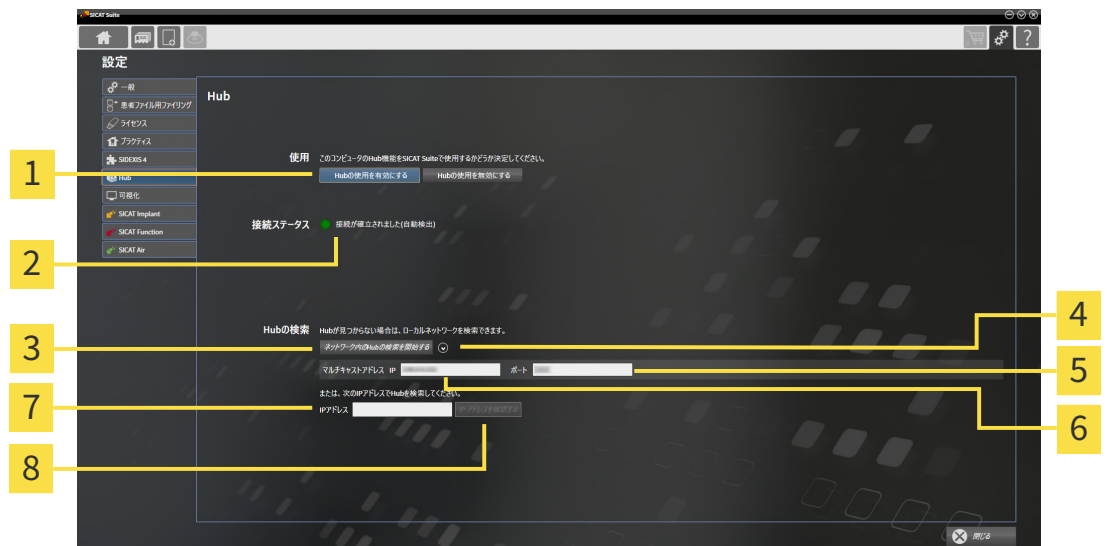 SICAT Suite
?
設定
一般
患者ファイル用ファイリング
ライセンス
プラクティス
SIDEXIS 4
Hub
可視化
SICAT Implant
SICAT Function
SICAT Air
Hub
使用 このコンピュータのHub機能をSICAT Suiteで使用するかどうか決定してください。
Hubの使用を有効にする Hubの使用を無効にする
接続ステータス 接続が確立されました(自動検出)
Hubの検索 Hubが見つからない場合は、ローカルネットワークを検索できます。
ネットワーク内のHubの検索を開始する
マルチキャストアドレス IP ポート
または、次のIPアドレスでHubを検索してください。
IPアドレス IPアドレスを確認する
閉じる
1
2
3
4
5
6
7
8